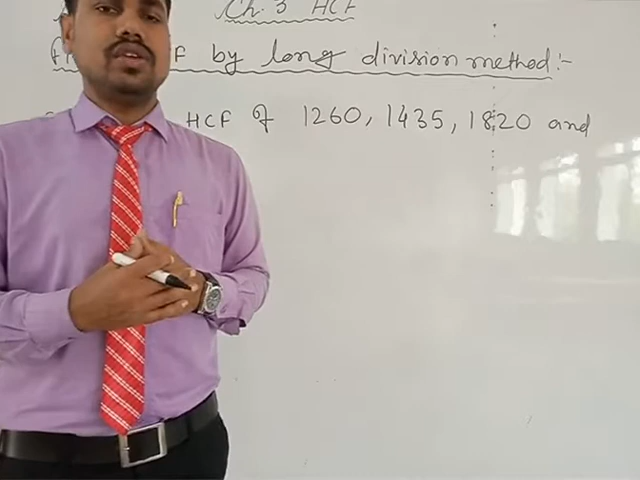 Ch. 3 HCF
F by long division method:-
HCF of 1260, 1435, 1820 and